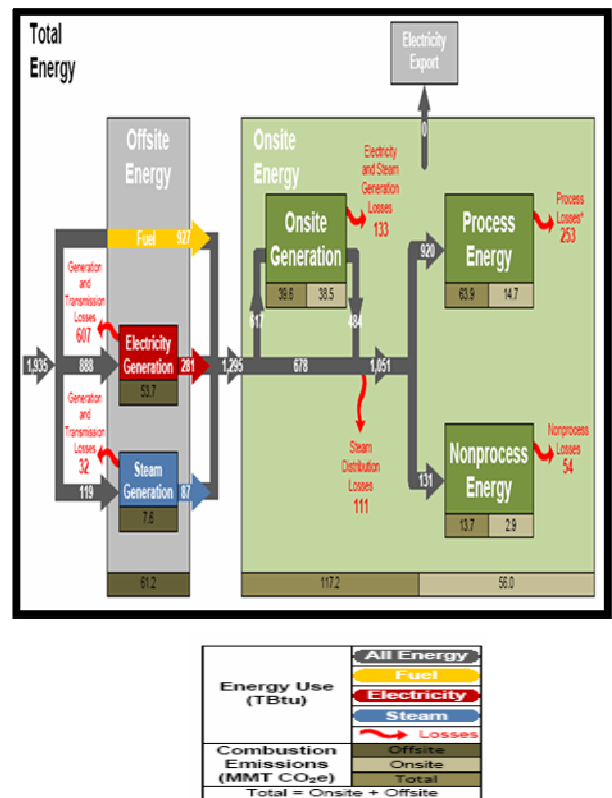 Total
Energy
Electricity
Export
0
Offsite
Energy
Onsite
Energy
Electricity
and Steam
Generation
Losses
133
Process
Losses*
253
Fuel 927
Onsite
Generation
39.6 38.5
Process
Energy
63.9 14.7
920
Generation
and
Transmission
Losses
607
617
484
Electricity
Generation
53.7
1,935
888
281
1,295
678
1,051
Generation
and
Transmission
Losses
32
Steam
Distribution
Losses
111
Nonprocess
Losses
54
Nonprocess
Energy
13.7 2.9
131
Steam
Generation
7.6
119
87
61.2
117.2
56.0
Energy Use
(TBtu)
All Energy
Fuel
Electricity
Steam
Losses
Combustion
Emissions
(MMT CO₂e)
Offsite
Onsite
Total
Total = Onsite + Offsite